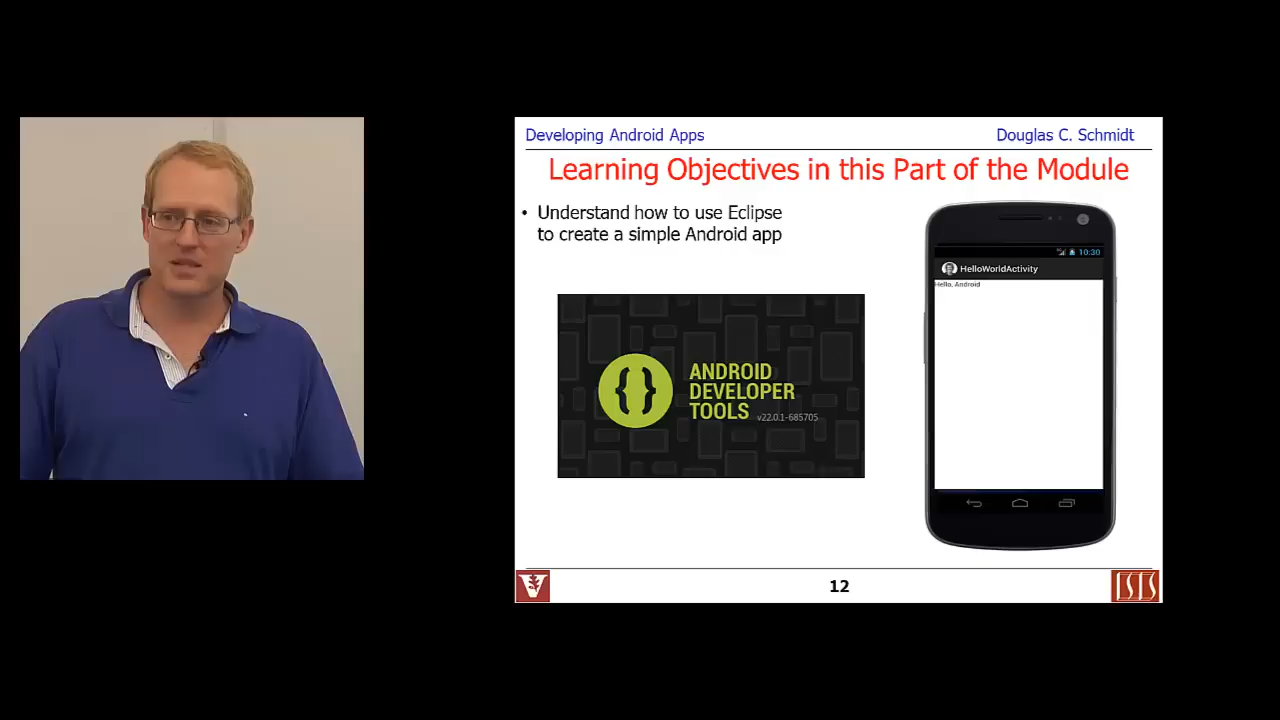 Developing Android Apps
Douglas C. Schmidt
Learning Objectives in this Part of the Module
• Understand how to use Eclipse
to create a simple Android app
ANDROID
DEVELOPER
TOOLS v22.0.1-685705
10:30
HelloWorldActivity
Hello, Android
12
V
ISIS